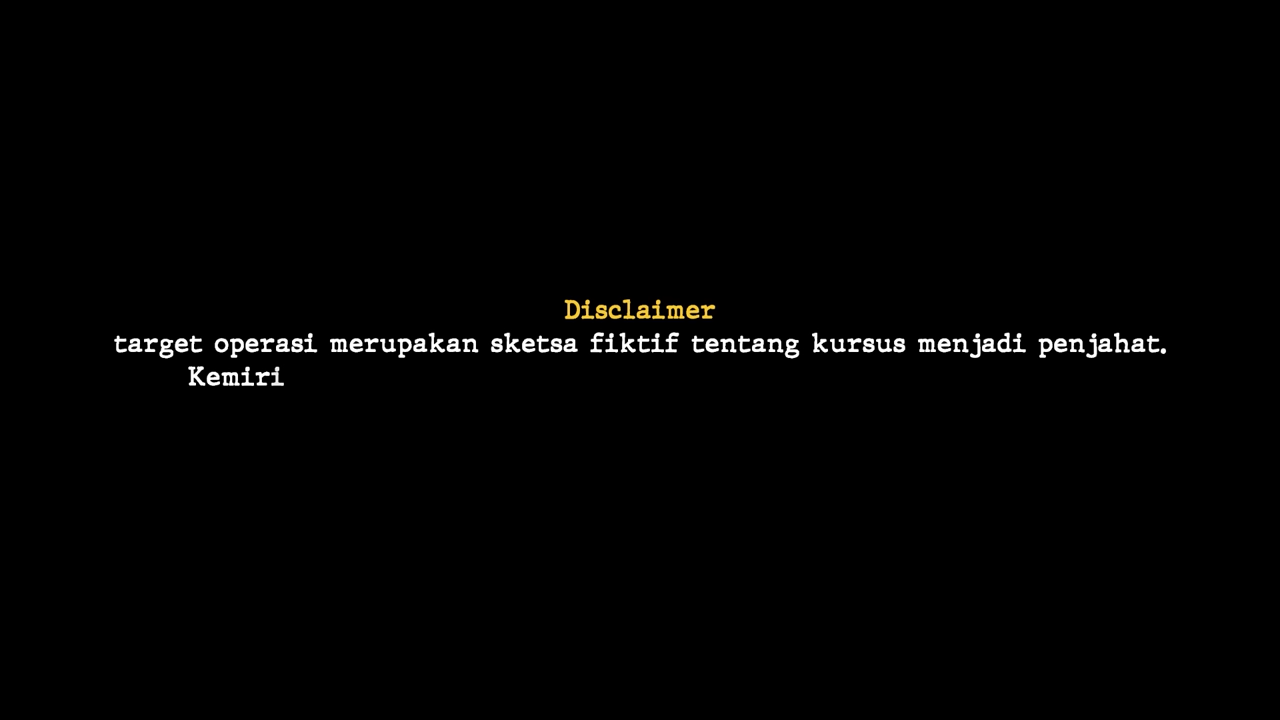 Disclaimer
target operasi merupakan sketsa fiktif tentang kursus menjadi penjahat.
Kemiri